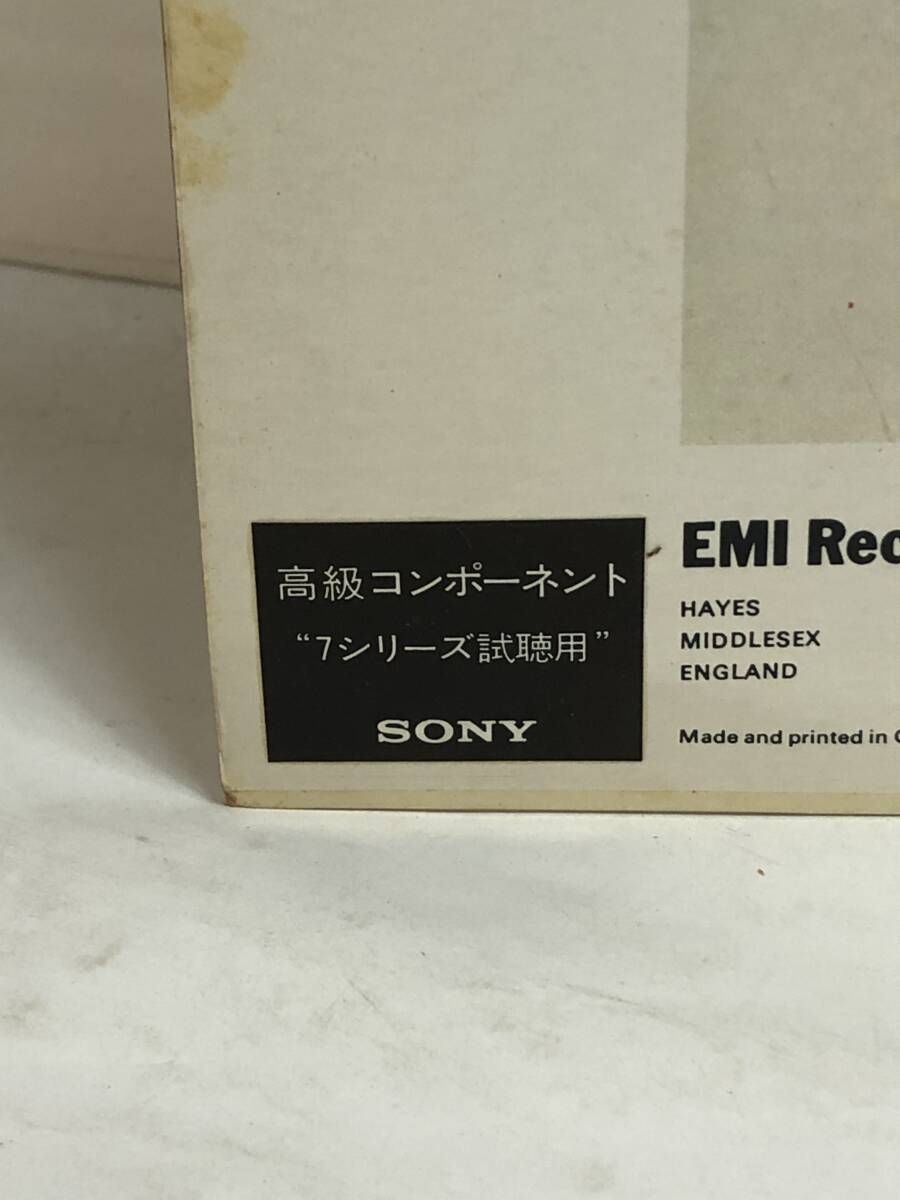 高級コンポーネント
“7シリーズ試聴用”
SONY
EMI Rec
HAYES
MIDDLESEX
ENGLAND
Made and printed in